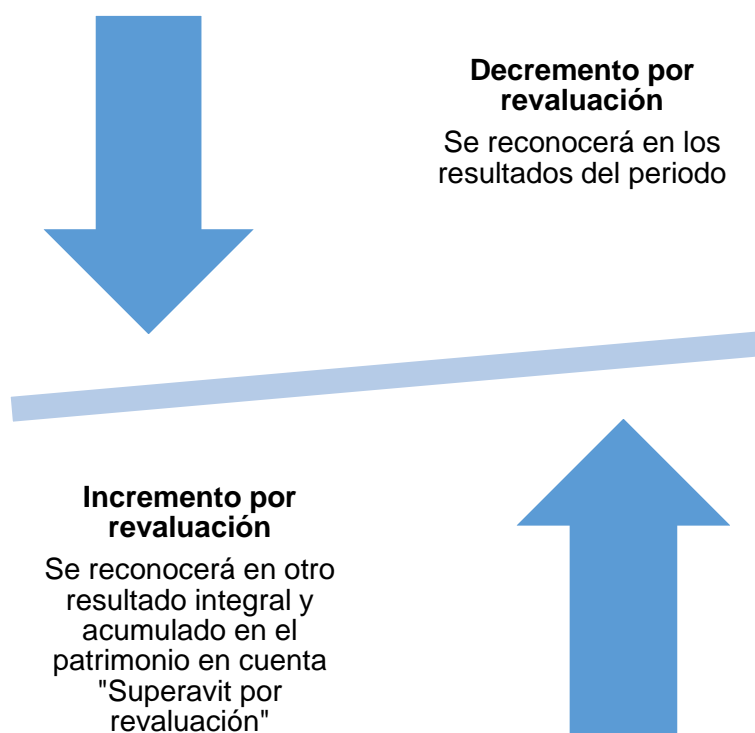 Decremento por
revaluación
Se reconocerá en los
resultados del periodo
Incremento por
revaluación
Se reconocerá en otro
resultado integral y
acumulado en el
patrimonio en cuenta
"Superavit por
revaluación"